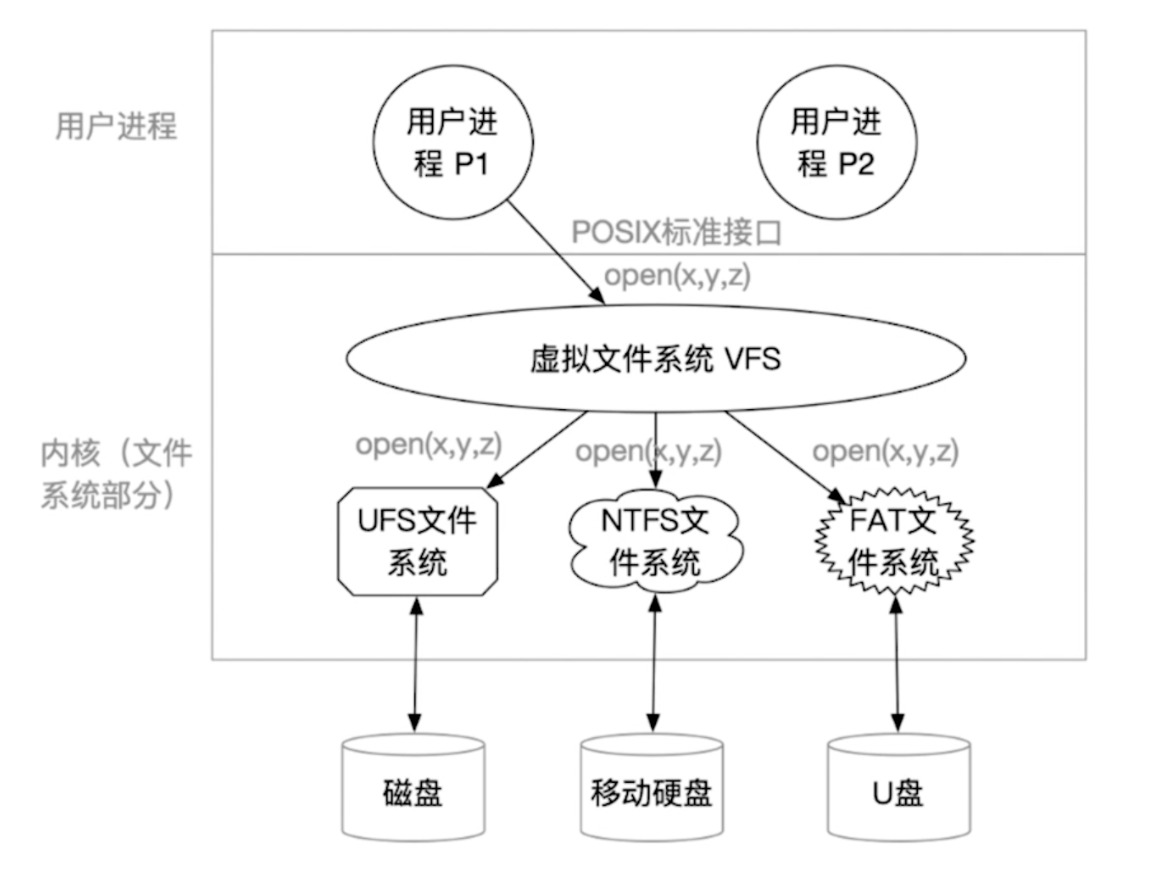 用户进程
用户进
程 P1
用户进
程 P2
POSIX标准接口
open(x,y,z)
虚拟文件系统 VFS
内核（文件
系统部分）
open(x,y,z)
open(x,y,z)
open(x,y,z)
UFS文件
系统
NTFS文
件系统
FAT文
件系统
磁盘
移动硬盘
U盘